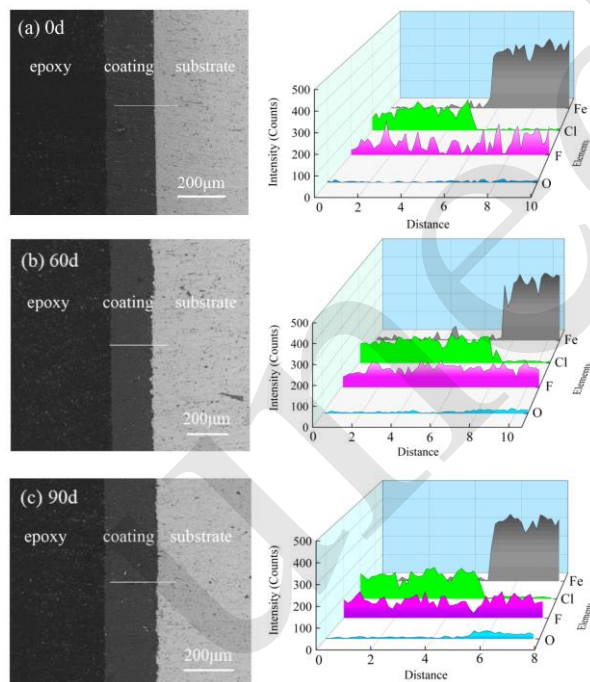 (a) 0d
epoxy coating substrate
200μm
500
400
300
200
100
0
Intensity (Counts)
0 2 4 6 8 10
Distance
Fe
Cl
F
O
Elements
(b) 60d
epoxy coating substrate
200μm
500
400
300
200
100
0
Intensity (Counts)
0 2 4 6 8 10
Distance
Fe
Cl
F
O
Elements
(c) 90d
epoxy coating substrate
200μm
500
400
300
200
100
0
Intensity (Counts)
0 2 4 6 8
Distance
Fe
Cl
F
O
Elements